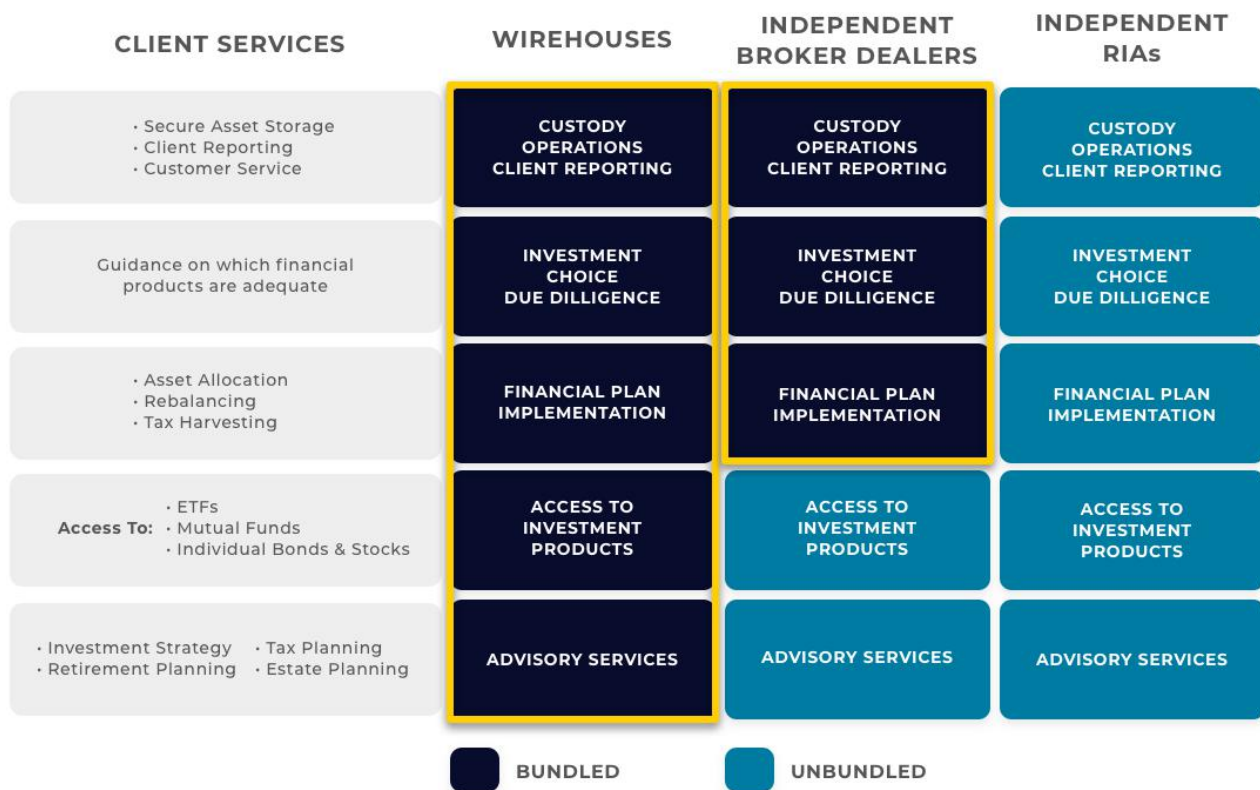 CLIENT SERVICES
WIREHOUSES
INDEPENDENT
BROKER DEALERS
INDEPENDENT
RIAs
• Secure Asset Storage
• Client Reporting
• Customer Service
CUSTODY
OPERATIONS
CLIENT REPORTING
CUSTODY
OPERATIONS
CLIENT REPORTING
CUSTODY
OPERATIONS
CLIENT REPORTING
Guidance on which financial
products are adequate
INVESTMENT
CHOICE
DUE DILLIGENCE
INVESTMENT
CHOICE
DUE DILLIGENCE
INVESTMENT
CHOICE
DUE DILLIGENCE
• Asset Allocation
• Rebalancing
• Tax Harvesting
FINANCIAL PLAN
IMPLEMENTATION
FINANCIAL PLAN
IMPLEMENTATION
FINANCIAL PLAN
IMPLEMENTATION
• ETFs
Access To: • Mutual Funds
• Individual Bonds & Stocks
ACCESS TO
INVESTMENT
PRODUCTS
ACCESS TO
INVESTMENT
PRODUCTS
ACCESS TO
INVESTMENT
PRODUCTS
• Investment Strategy • Tax Planning
• Retirement Planning • Estate Planning
ADVISORY SERVICES
ADVISORY SERVICES
ADVISORY SERVICES
BUNDLED
UNBUNDLED